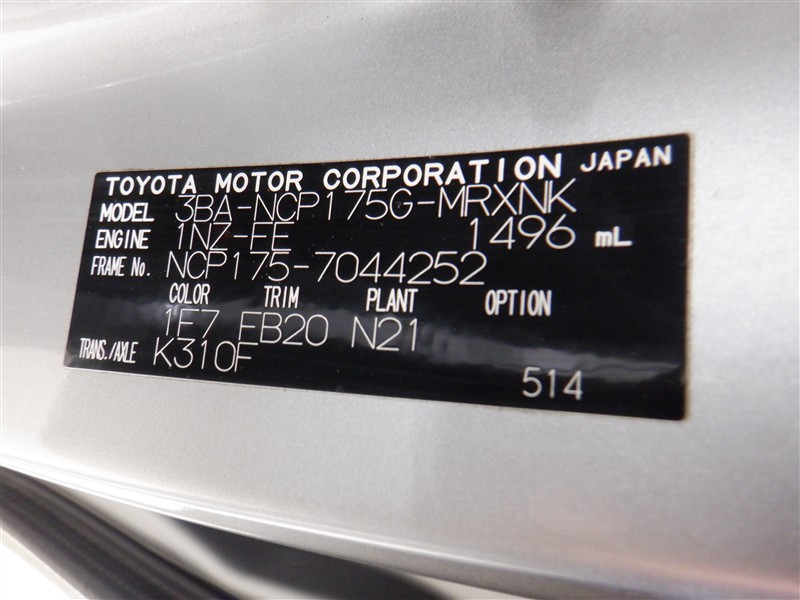 TOYOTA MOTOR CORPORATION JAPAN
MODEL 3BA-NCP175G-MRXNK
ENGINE 1NZ-FE 1496 mL
FRAME No. NCP175-7044252
COLOR TRIM PLANT OPTION
1F7 FB20 N21
TRANS./AXLE K310F
514